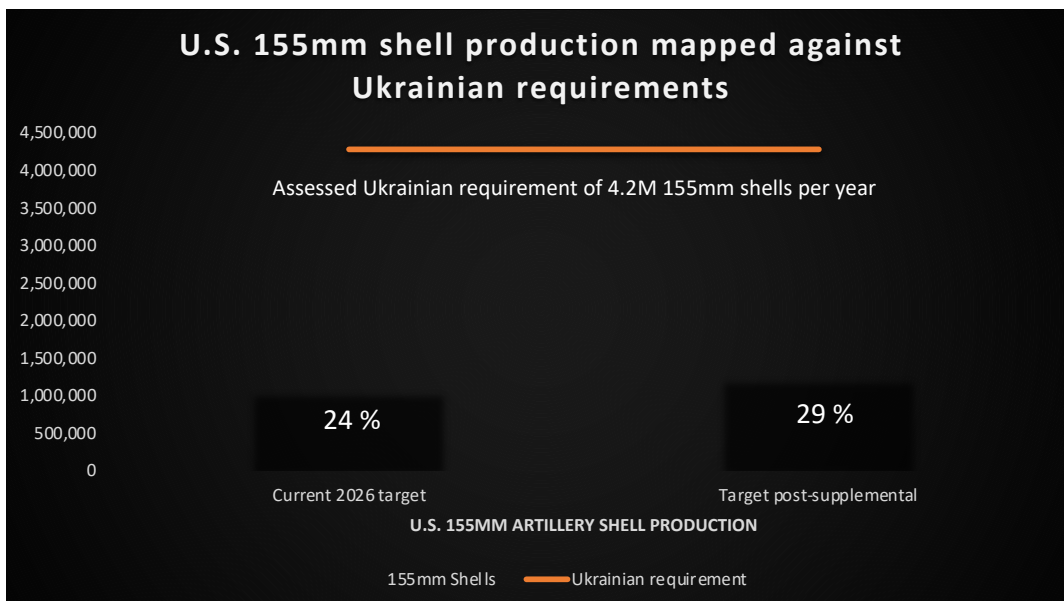 U.S. 155mm shell production mapped against
Ukrainian requirements
4,500,000
4,000,000
3,500,000
3,000,000
2,500,000
2,000,000
1,500,000
1,000,000
500,000
0
Assessed Ukrainian requirement of 4.2M 155mm shells per year
24 %
29 %
Current 2026 target
Target post-supplemental
U.S. 155MM ARTILLERY SHELL PRODUCTION
155mm Shells
Ukrainian requirement